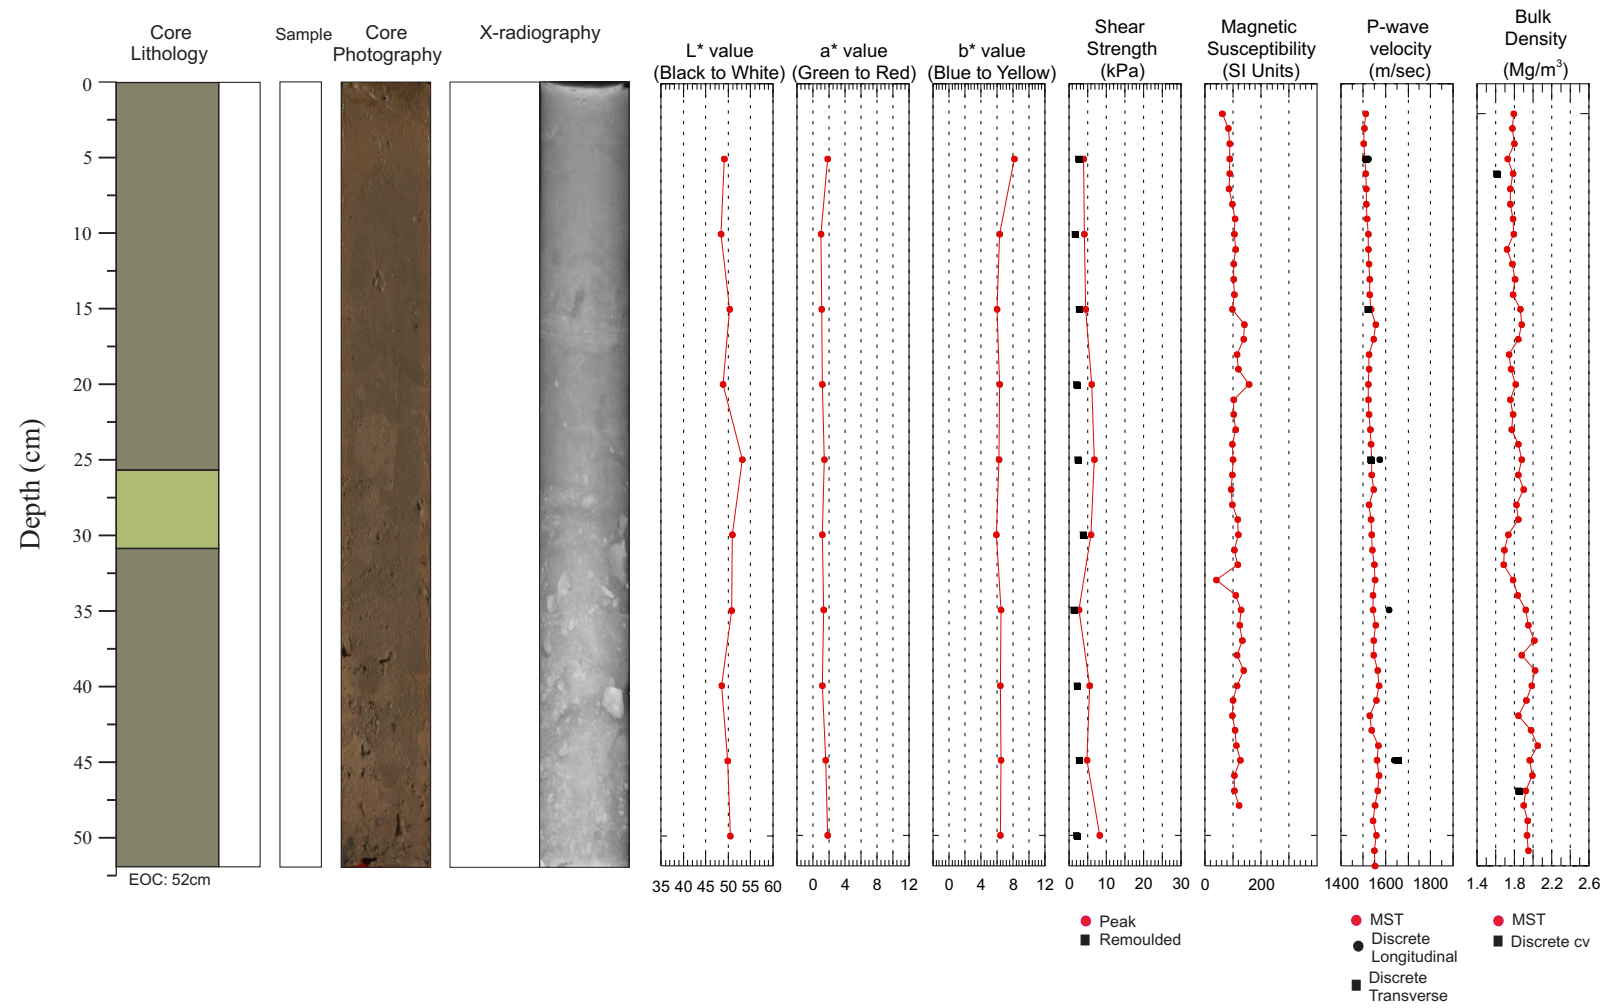 Core
Lithology
Sample
Core
Photography
X-radiography
L* value
(Black to White)
a* value
(Green to Red)
b* value
(Blue to Yellow)
Shear
Strength
(kPa)
Magnetic
Susceptibility
(SI Units)
P-wave
velocity
(m/sec)
Bulk
Density
(Mg/m³)
Depth (cm)
0
5
10
15
20
25
30
35
40
45
50
EOC: 52cm
35 40 45 50 55 60
0 4 8 12
0 4 8 12
0 10 20 30
0 200
1400 1600 1800
1.4 1.8 2.2 2.6
Peak
Remoulded
MST
Discrete
Longitudinal
Discrete
Transverse
MST
Discrete cv